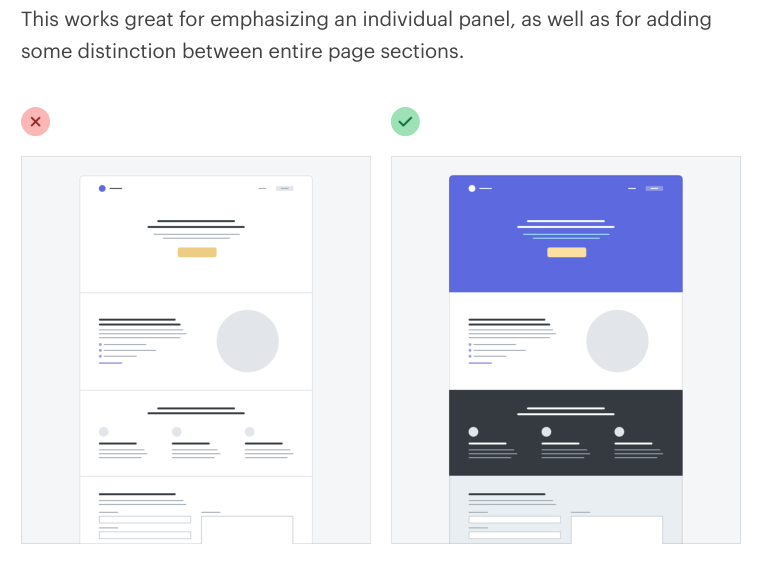 This works great for emphasizing an individual panel, as well as for adding
some distinction between entire page sections.